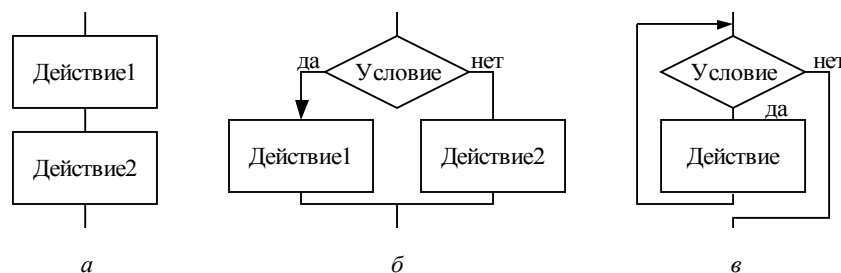 Действие1
Действие2
а
да
Условие
нет
Действие1
Действие2
б
Условие
нет
да
Действие
в